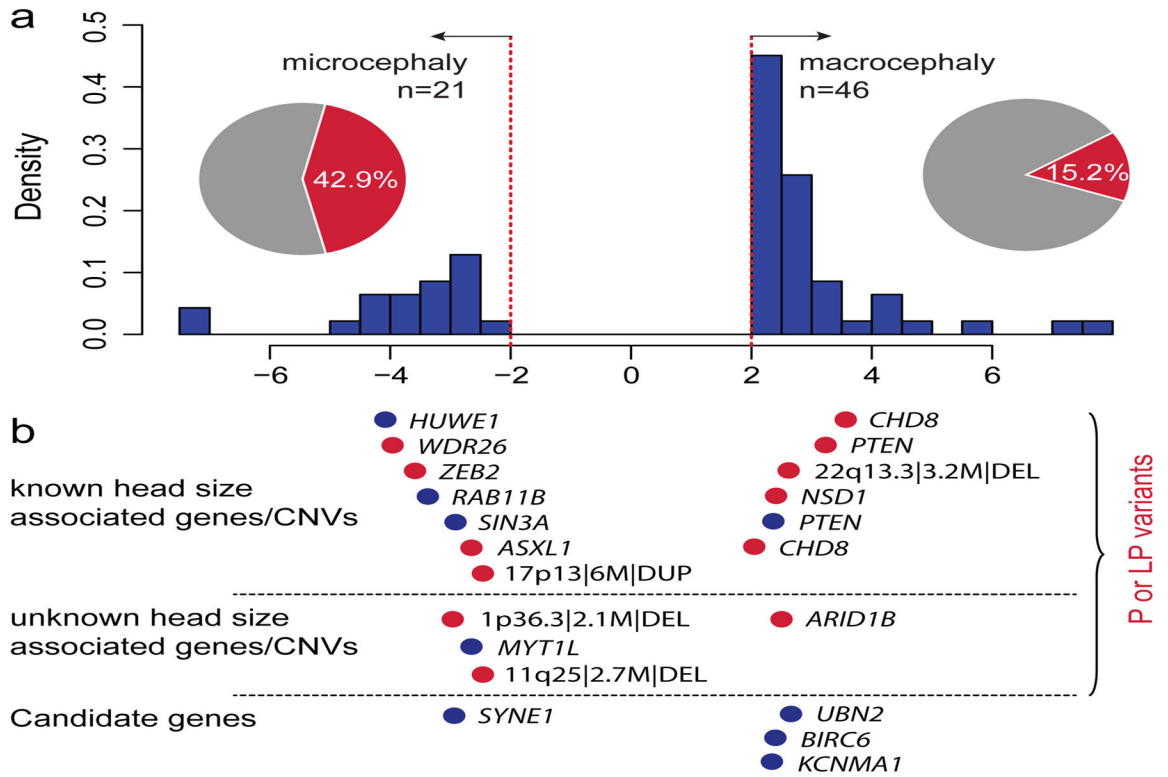 a
0.5
0.4
0.3
0.2
0.1
0.0
Density
microcephaly
n=21
macrocephaly
n=46
42.9%
15.2%
−6
−4
−2
0
2
4
6
b
known head size
associated genes/CNVs
HUWE1
WDR26
ZEB2
RAB11B
SIN3A
ASXL1
17p13|6M|DUP
CHD8
PTEN
22q13.3|3.2M|DEL
NSD1
PTEN
CHD8
unknown head size
associated genes/CNVs
1p36.3|2.1M|DEL
MYT1L
11q25|2.7M|DEL
ARID1B
Candidate genes
SYNE1
UBN2
BIRC6
KCNMA1
P or LP variants